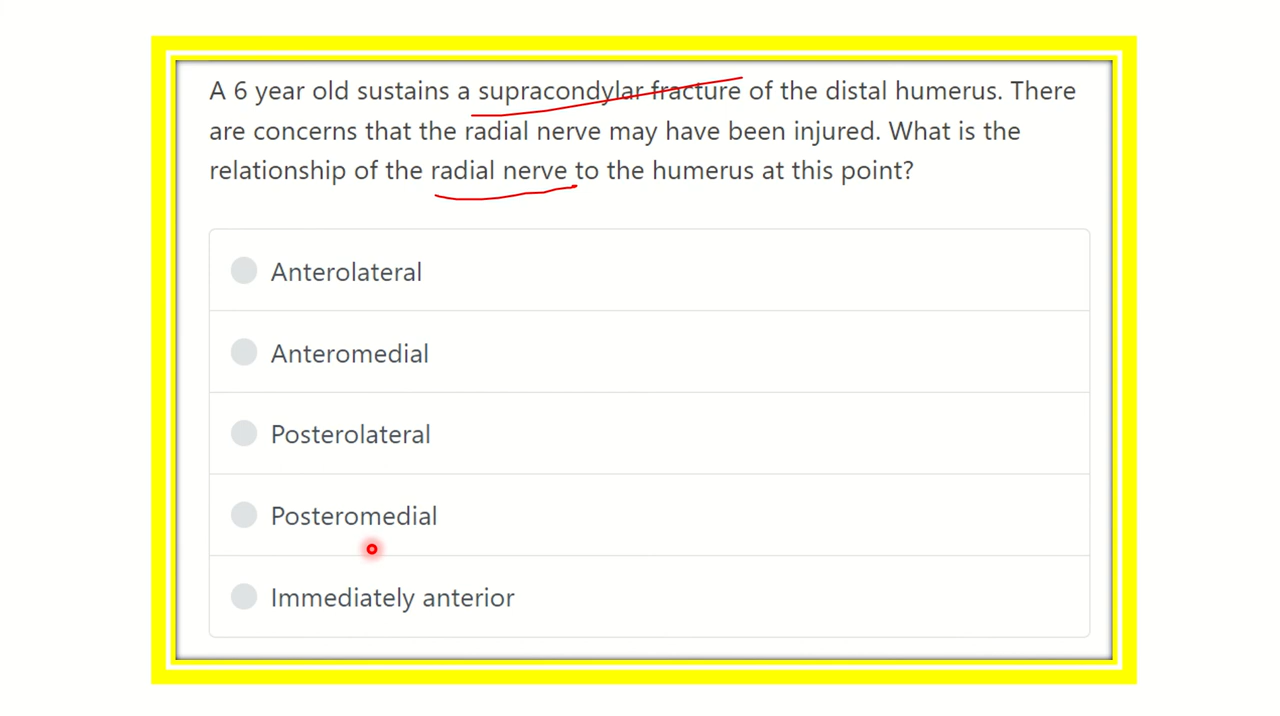 A 6 year old sustains a supracondylar fracture of the distal humerus. There
are concerns that the radial nerve may have been injured. What is the
relationship of the radial nerve to the humerus at this point?
Anterolateral
Anteromedial
Posterolateral
Posteromedial
Immediately anterior